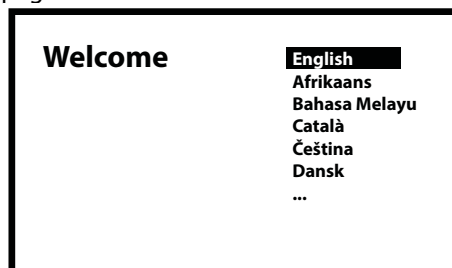 Welcome
English
Afrikaans
Bahasa Melayu
Català
Čeština
Dansk
...